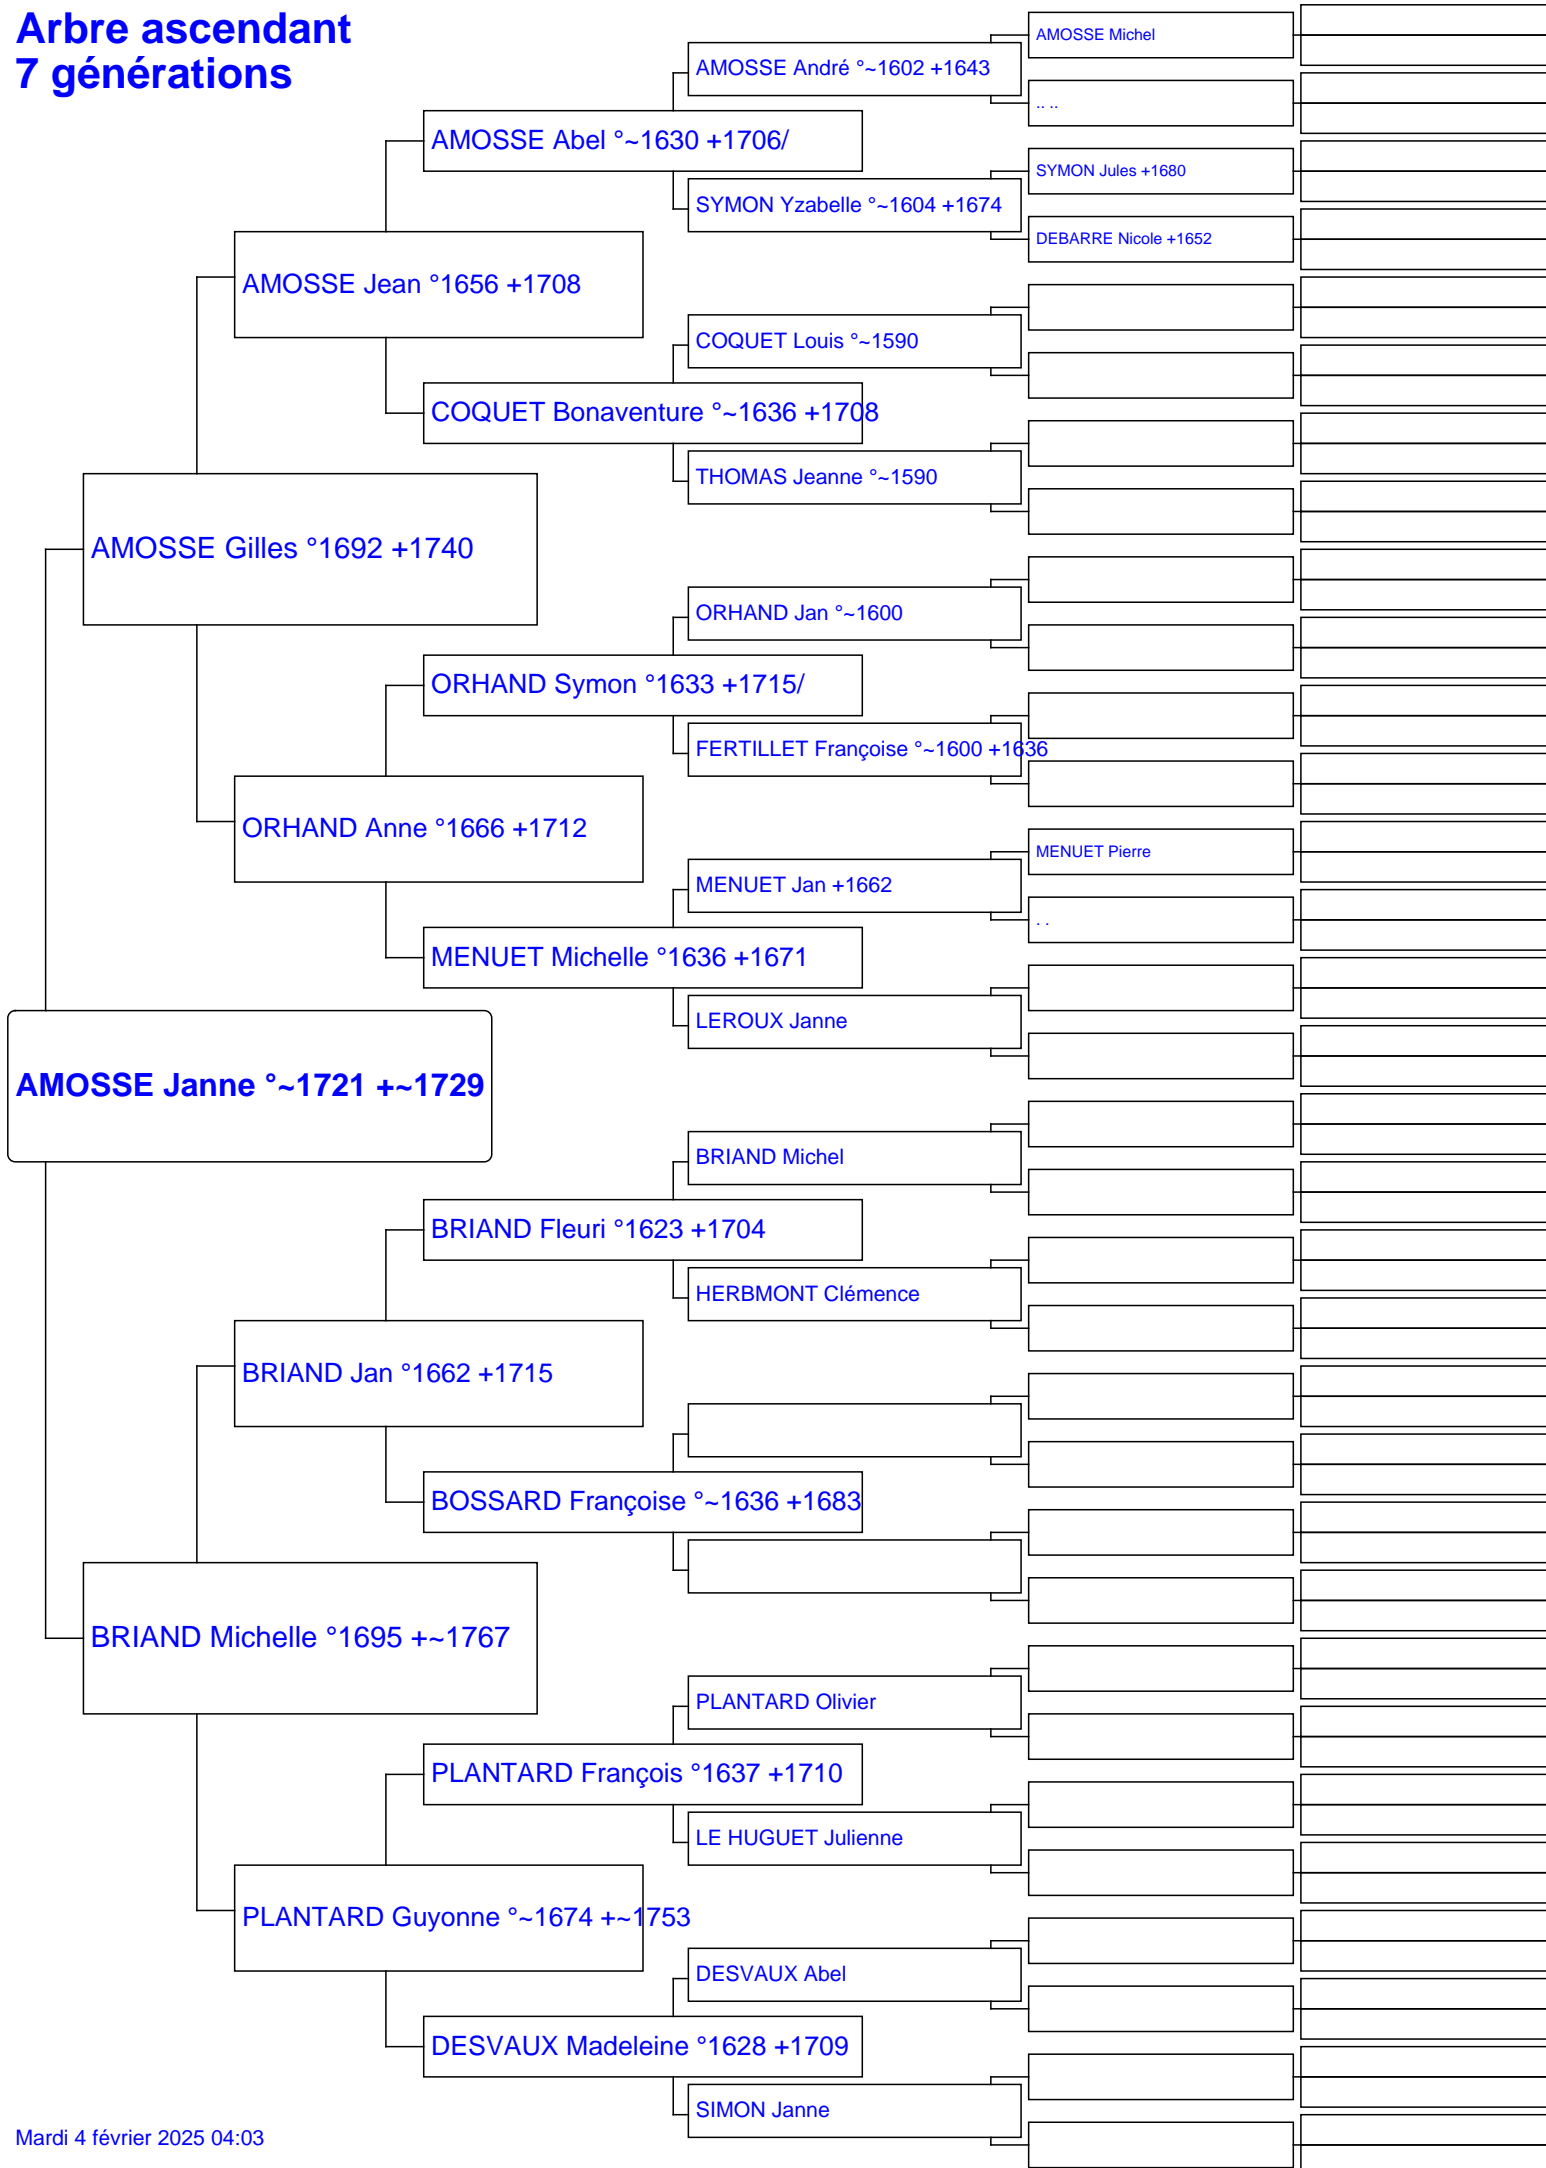 Arbre ascendant
7 générations
AMOSSE Michel
AMOSSE André °~1602 +1643
.. ..
AMOSSE Abel °~1630 +1706/
SYMON Jules +1680
SYMON Yzabelle °~1604 +1674
DEBARRE Nicole +1652
AMOSSE Jean °1656 +1708
COQUET Louis °~1590
COQUET Bonaventure °~1636 +1708
THOMAS Jeanne °~1590
AMOSSE Gilles °1692 +1740
ORHAND Jan °~1600
ORHAND Symon °1633 +1715/
FERTILLET Françoise °~1600 +1636
ORHAND Anne °1666 +1712
MENUET Pierre
MENUET Jan +1662
. .
MENUET Michelle °1636 +1671
LEROUX Janne
AMOSSE Janne °~1721 +~1729
BRIAND Michel
BRIAND Fleuri °1623 +1704
HERBMONT Clémence
BRIAND Jan °1662 +1715
BOSSARD Françoise °~1636 +1683
BRIAND Michelle °1695 +~1767
PLANTARD Olivier
PLANTARD François °1637 +1710
LE HUGUET Julienne
PLANTARD Guyonne °~1674 +~1753
DESVAUX Abel
DESVAUX Madeleine °1628 +1709
SIMON Janne
Mardi 4 février 2025 04:03